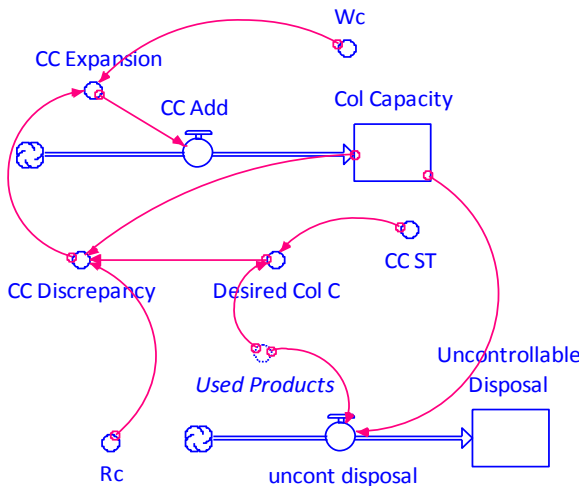 Wc
CC Expansion
CC Add
Col Capacity
CC ST
CC Discrepancy
Desired Col C
Used Products
Uncontrollable
Disposal
Rc
uncont disposal